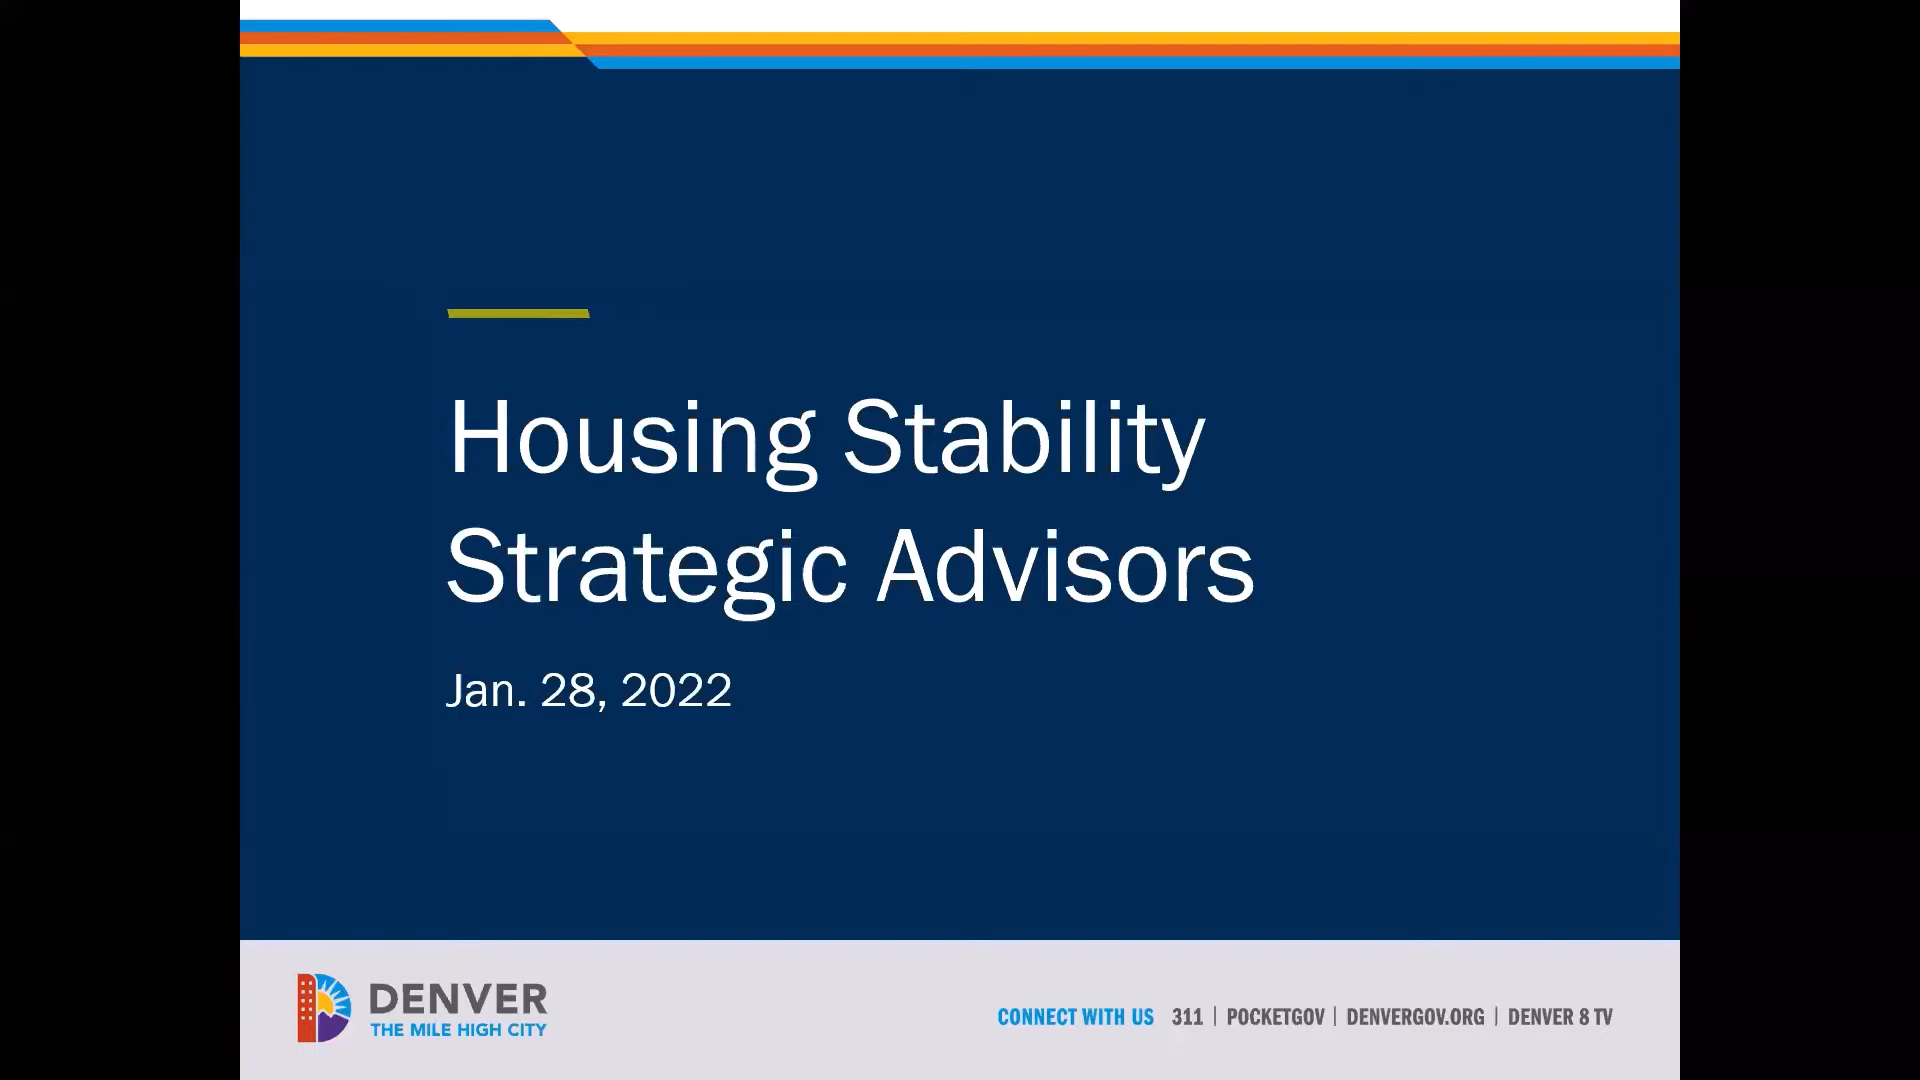 Housing Stability
Strategic Advisors
Jan. 28, 2022
DENVER
THE MILE HIGH CITY
CONNECT WITH US 311 | POCKETGOV | DENVERGOV.ORG | DENVER 8 TV